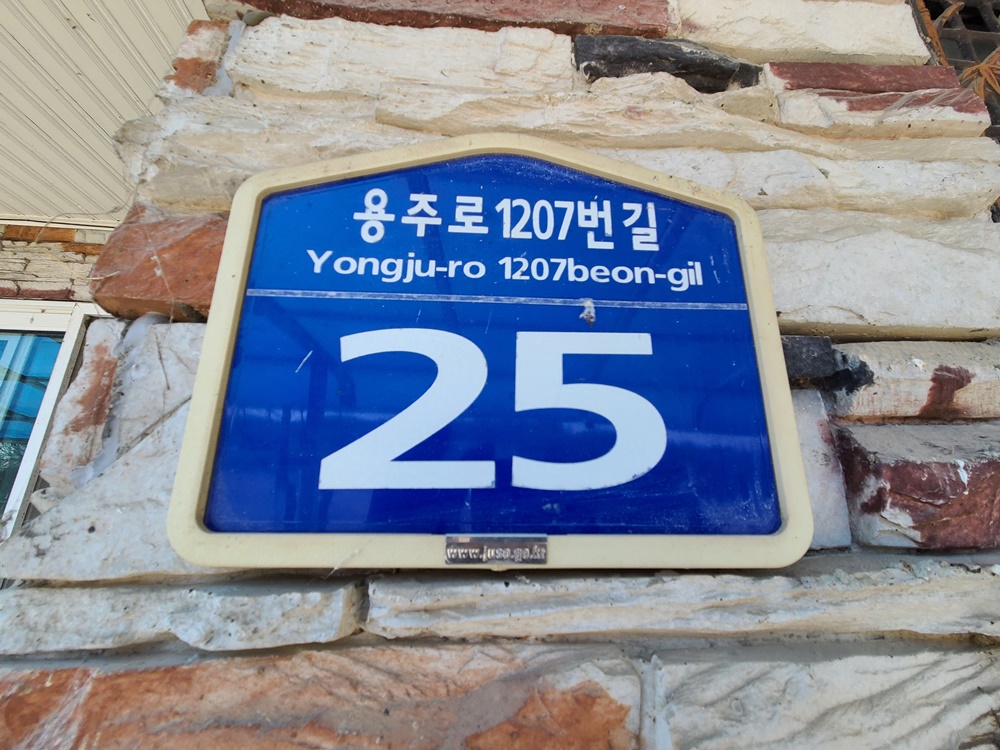 용주로 1207번길
Yongju-ro 1207beon-gil
25
www.juso.go.kr